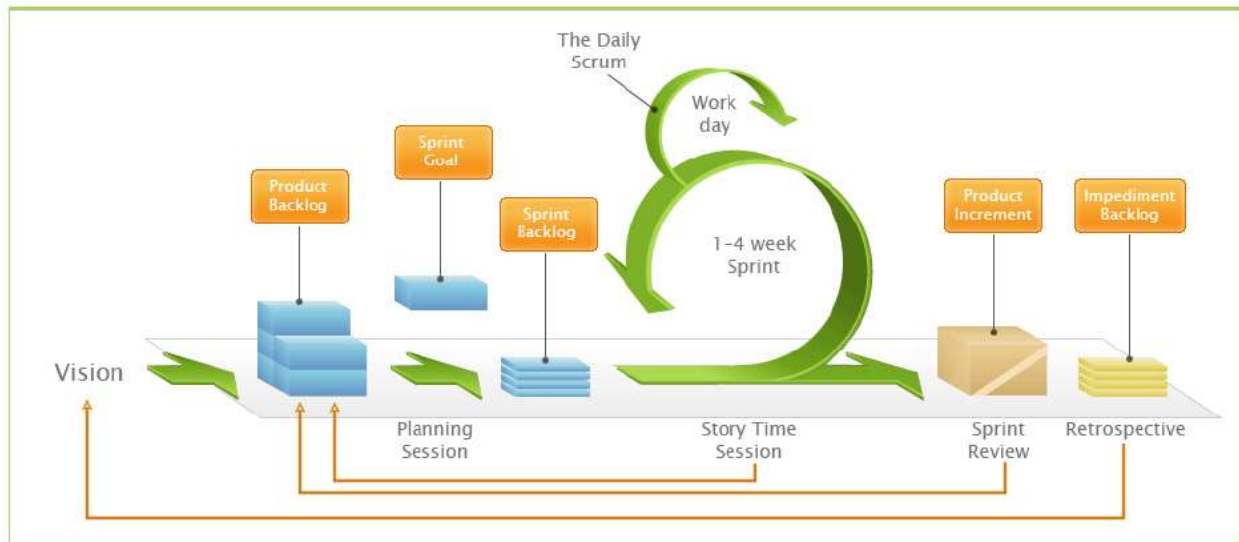 The Daily
Scrum
Work
day
Sprint
Goal
Product
Backlog
Sprint
Backlog
Product
Increment
Impediment
Backlog
1-4 week
Sprint
Vision
Planning
Session
Story Time
Session
Sprint
Review
Retrospective